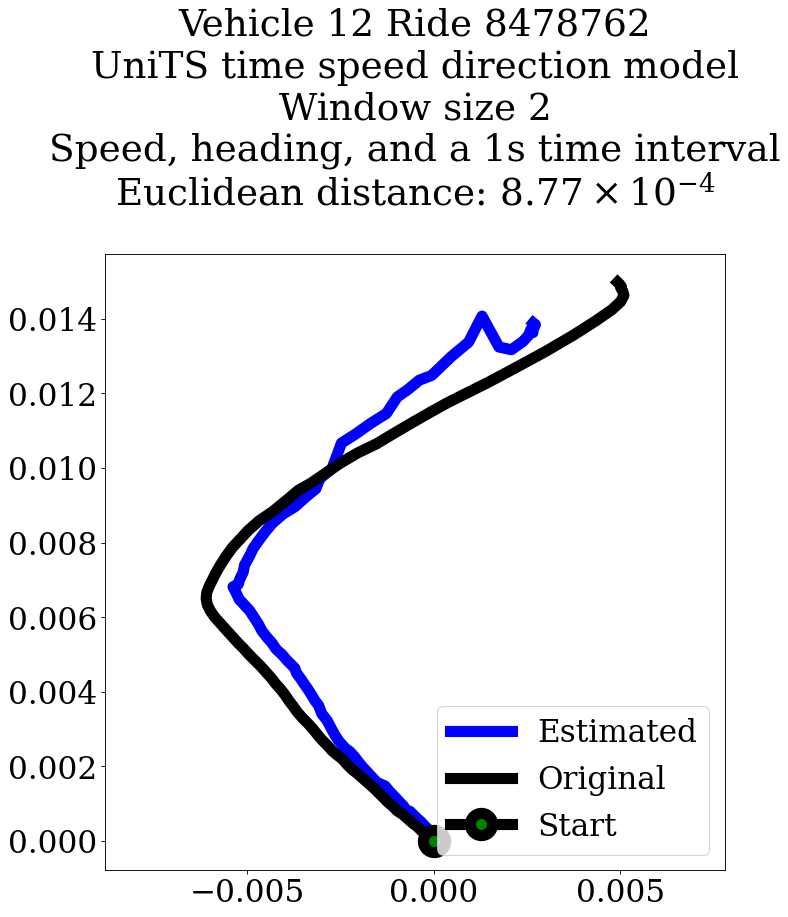 Vehicle 12 Ride 8478762
UniTS time speed direction model
Window size 2
Speed, heading, and a 1s time interval
Euclidean distance: 8.77 × 10⁻⁴
0.014
0.012
0.010
0.008
0.006
0.004
0.002
0.000
Estimated
Original
Start
−0.005 0.000 0.005